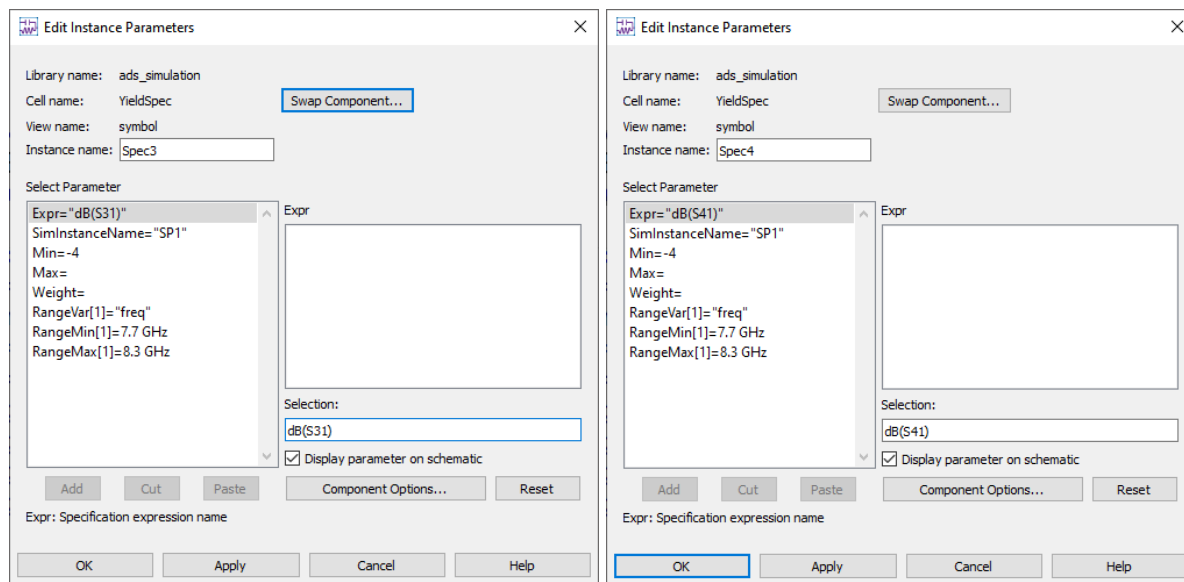 Edit Instance Parameters
Library name: ads_simulation
Cell name: YieldSpec
Swap Component...
View name: symbol
Instance name: Spec3
Select Parameter
Expr="dB(S31)"
SimInstanceName="SP1"
Min=-4
Max=
Weight=
RangeVar[1]="freq"
RangeMin[1]=7.7 GHz
RangeMax[1]=8.3 GHz
Expr
Selection:
dB(S31)
Display parameter on schematic
Add
Cut
Paste
Component Options...
Reset
Expr: Specification expression name
OK
Apply
Cancel
Help
Edit Instance Parameters
Library name: ads_simulation
Cell name: YieldSpec
Swap Component...
View name: symbol
Instance name: Spec4
Select Parameter
Expr="dB(S41)"
SimInstanceName="SP1"
Min=-4
Max=
Weight=
RangeVar[1]="freq"
RangeMin[1]=7.7 GHz
RangeMax[1]=8.3 GHz
Expr
Selection:
dB(S41)
Display parameter on schematic
Add
Cut
Paste
Component Options...
Reset
Expr: Specification expression name
OK
Apply
Cancel
Help